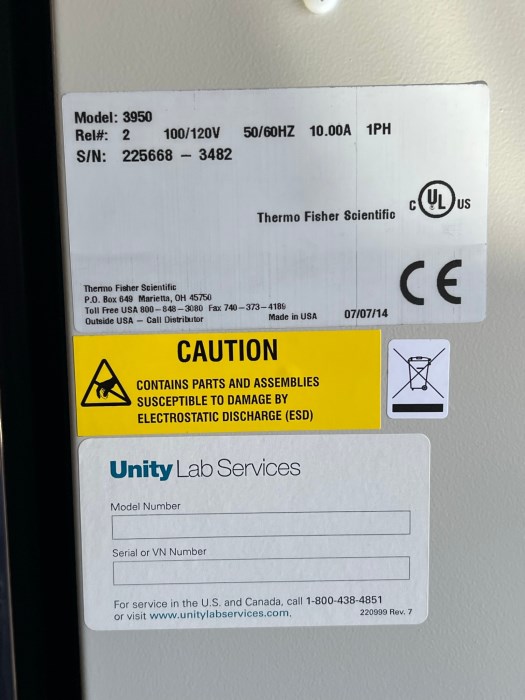 Model: 3950
Rel#: 2 100/120V 50/60HZ 10.00A 1PH
S/N: 225668 - 3482
C UL US
Thermo Fisher Scientific
CE
Thermo Fisher Scientific
P.O. Box 649 Marietta, OH 45750
Toll Free USA 800-848-3080 Fax 740-373-4189
Outside USA - Call Distributor Made in USA 07/07/14
CAUTION
CONTAINS PARTS AND ASSEMBLIES
SUSCEPTIBLE TO DAMAGE BY
ELECTROSTATIC DISCHARGE (ESD)
Unity Lab Services
Model Number
Serial or VN Number
For service in the U.S. and Canada, call 1-800-438-4851
or visit www.unitylabservices.com. 220999 Rev. 7